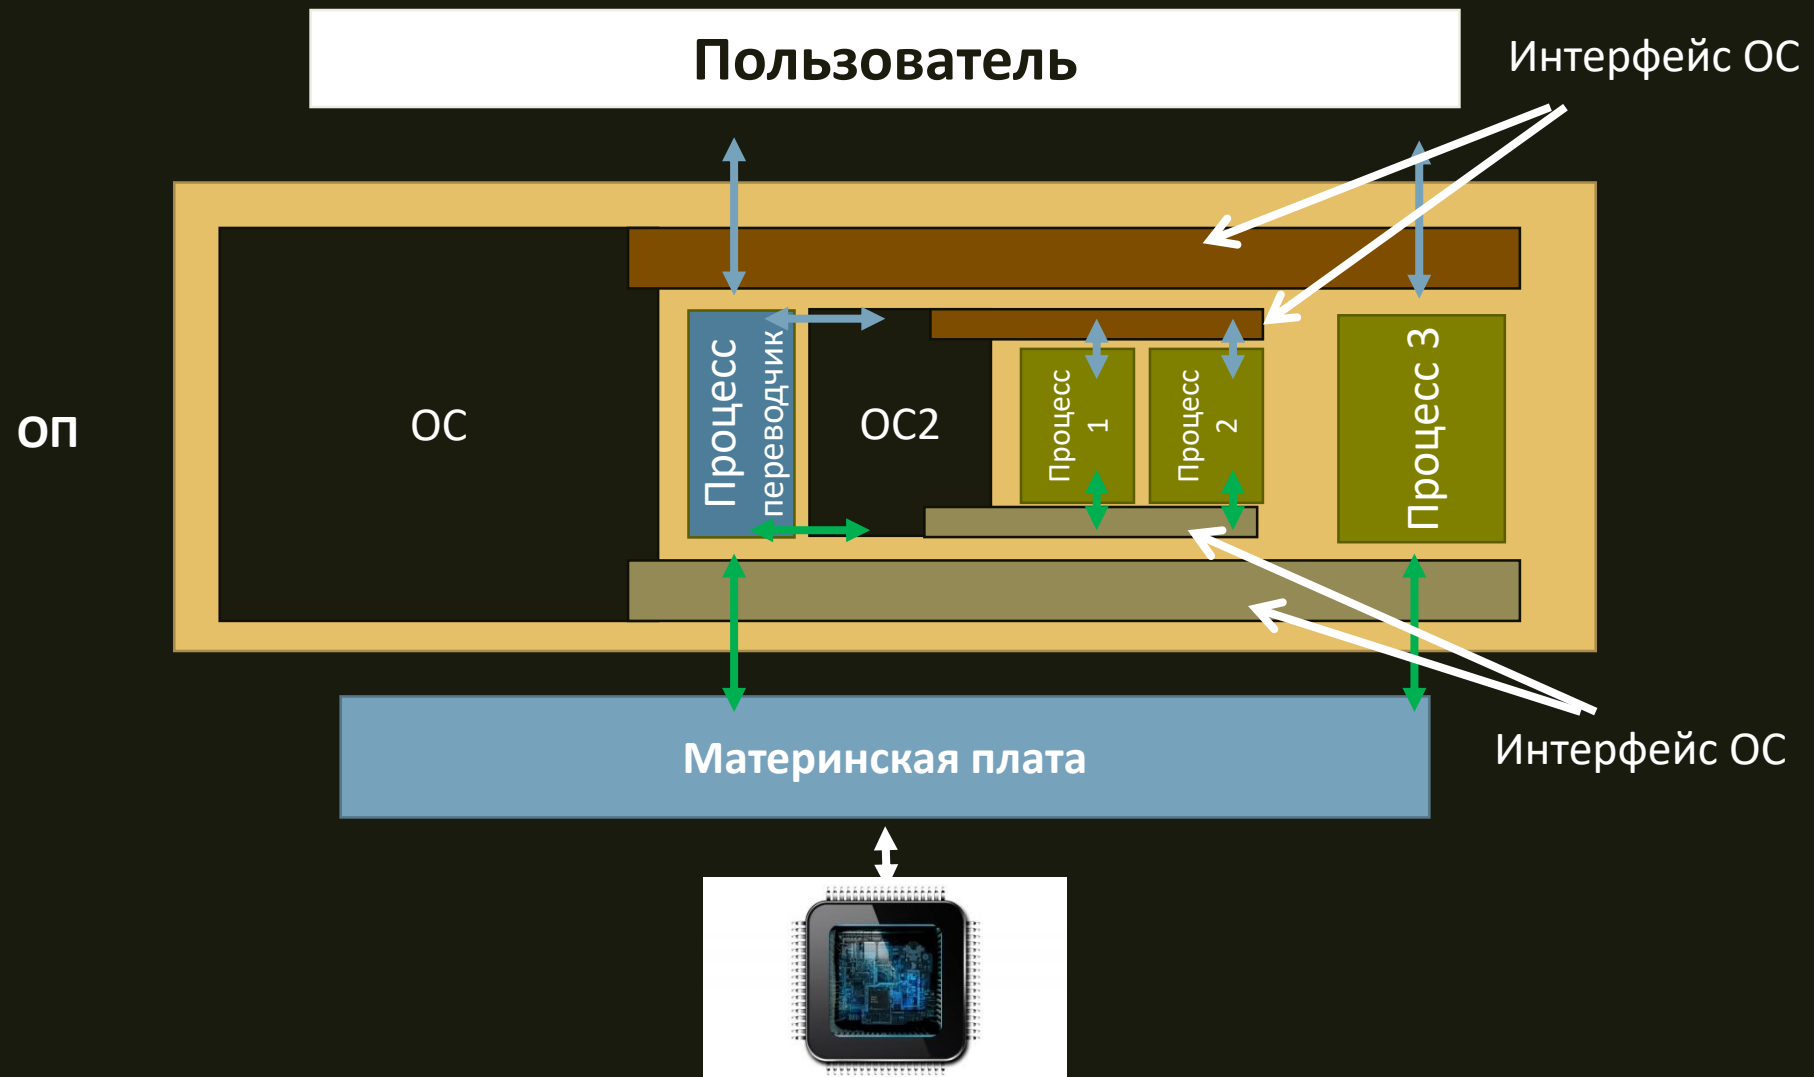 Пользователь
Интерфейс ОС
ОП
ОС
Процесс
переводчик
ОС2
Процесс
1
Процесс
2
Процесс 3
Материнская плата
Интерфейс ОС